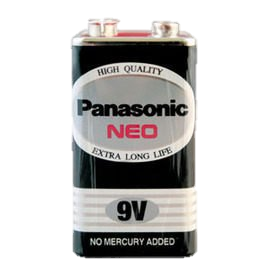 HIGH QUALITY
Panasonic
NEO
EXTRA LONG LIFE
9V
NO MERCURY ADDED